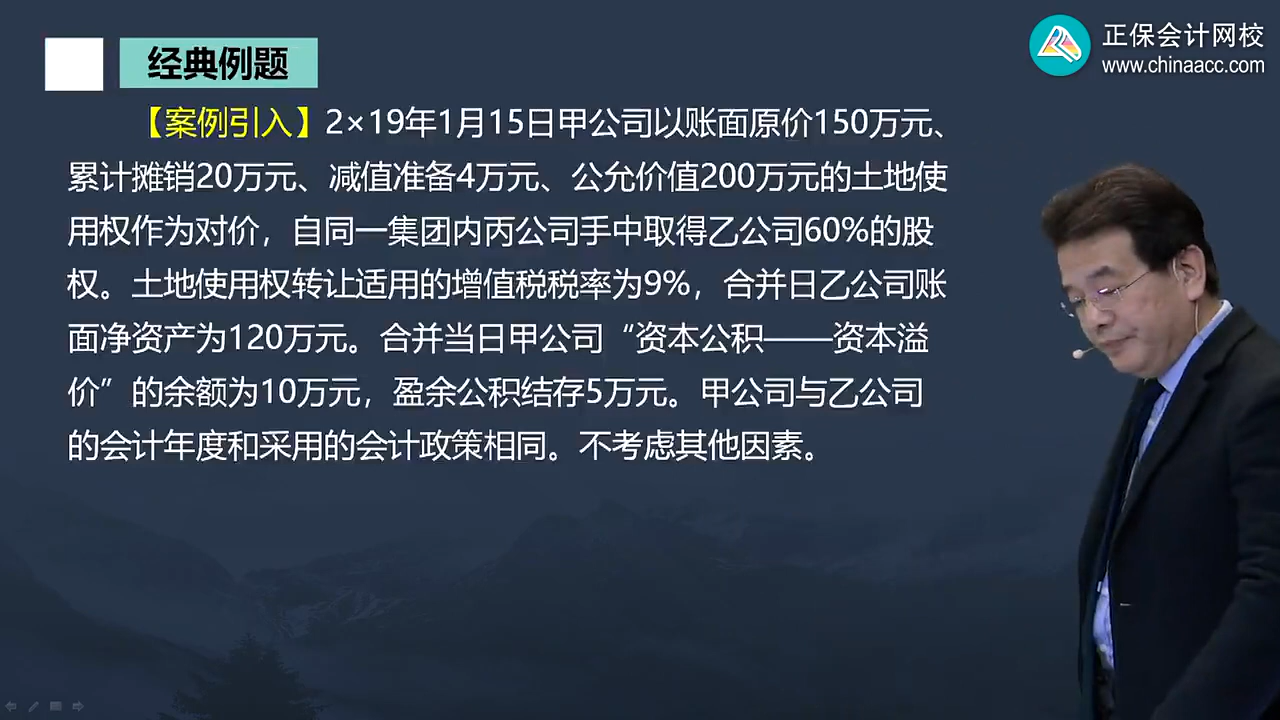 经典例题
正保会计网校
www.chinaacc.com
【案例引入】2×19年1月15日甲公司以账面原价150万元、
累计摊销20万元、减值准备4万元、公允价值200万元的土地使
用权作为对价，自同一集团内丙公司手中取得乙公司60%的股
权。土地使用权转让适用的增值税税率为9%，合并日乙公司账
面净资产为120万元。合并当日甲公司“资本公积——资本溢
价”的余额为10万元，盈余公积结存5万元。甲公司与乙公司
的会计年度和采用的会计政策相同。不考虑其他因素。